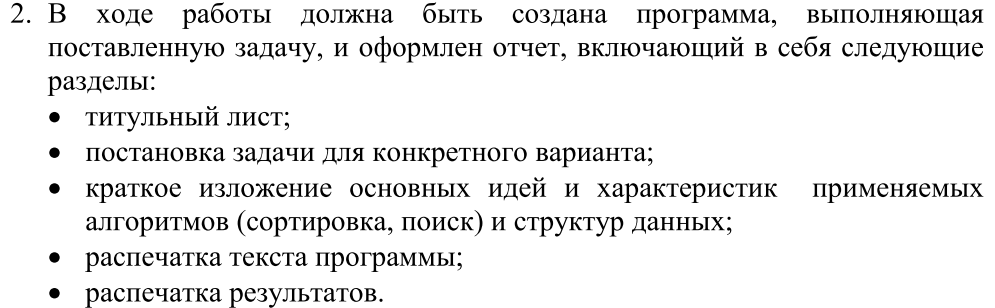 2. В ходе работы должна быть создана программа, выполняющая
поставленную задачу, и оформлен отчет, включающий в себя следующие
разделы:
• титульный лист;
• постановка задачи для конкретного варианта;
• краткое изложение основных идей и характеристик применяемых
алгоритмов (сортировка, поиск) и структур данных;
• распечатка текста программы;
• распечатка результатов.